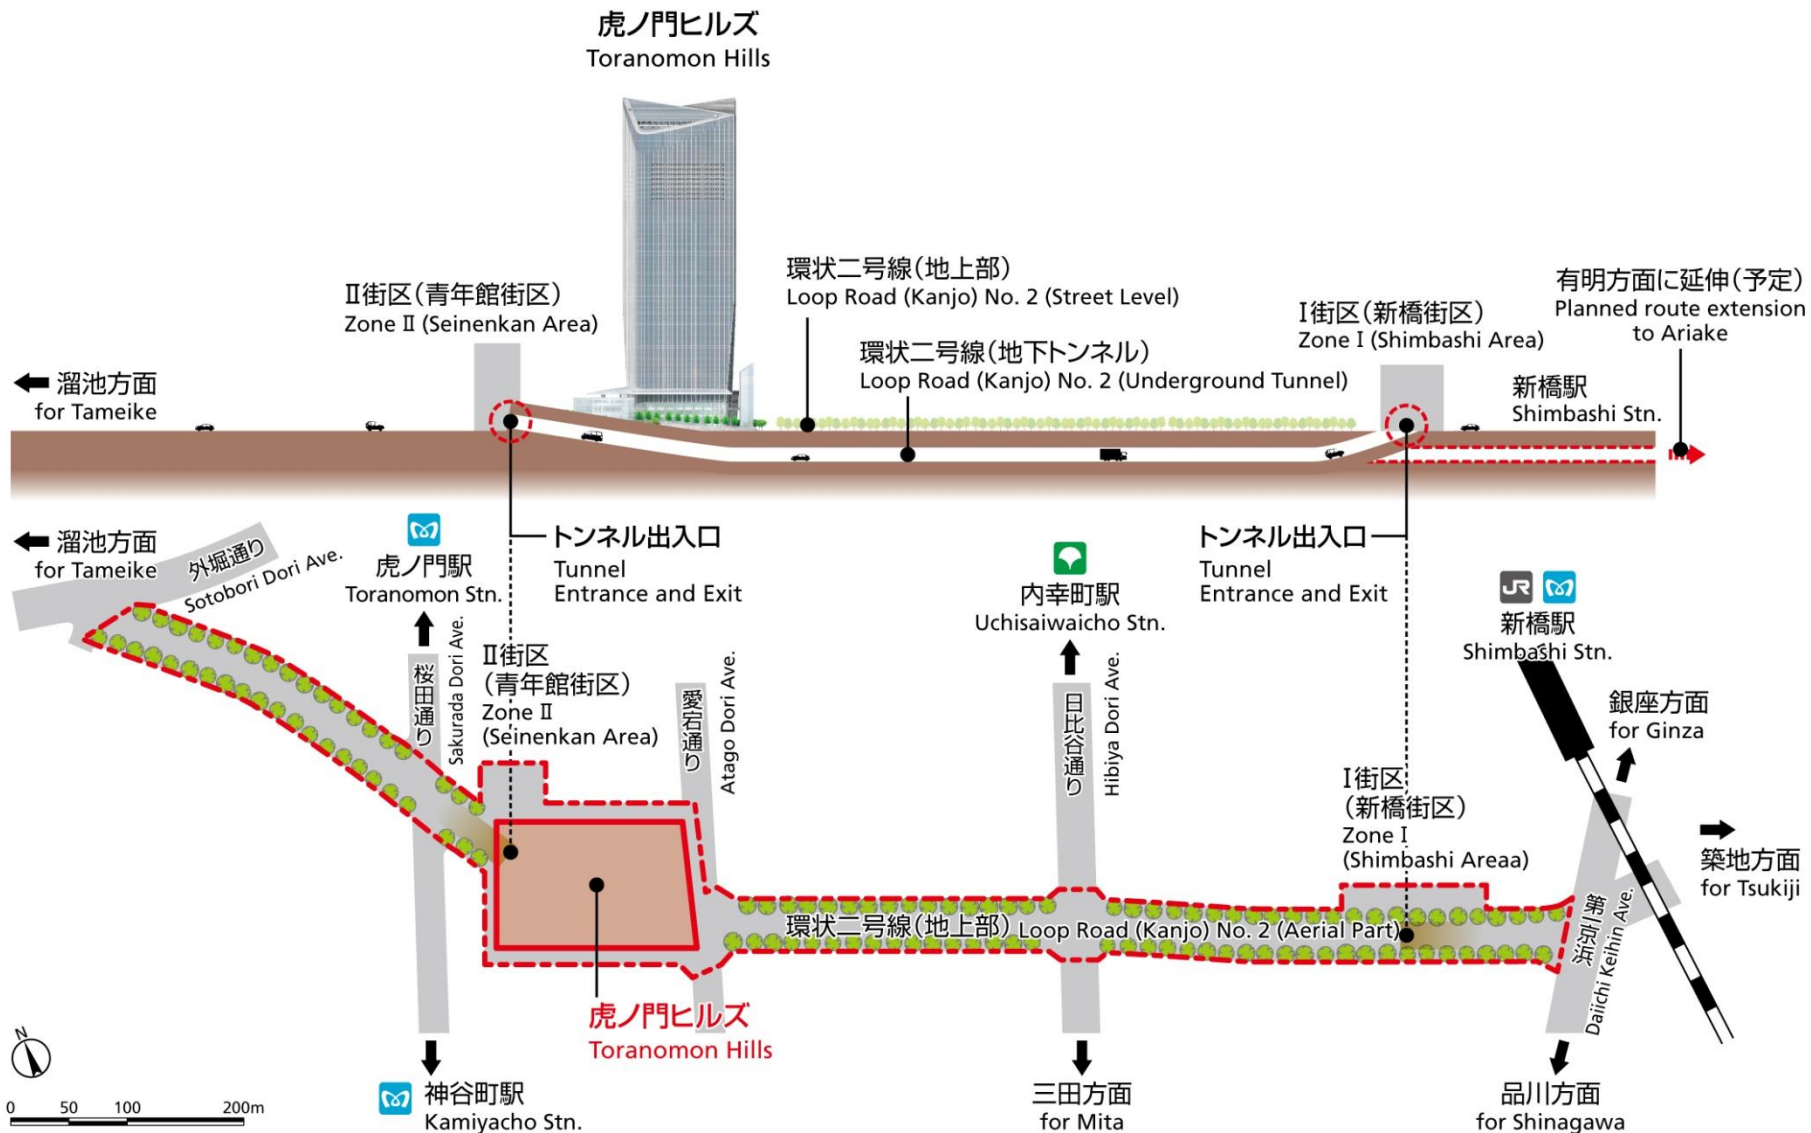 虎ノ門ヒルズ
Toranomon Hills
環状二号線(地上部)
Loop Road (Kanjo) No. 2 (Street Level)
有明方面に延伸(予定)
Planned route extension
to Ariake
Ⅱ街区(青年館街区)
Zone Ⅱ (Seinenkan Area)
Ⅰ街区(新橋街区)
Zone Ⅰ (Shimbashi Area)
環状二号線(地下トンネル)
Loop Road (Kanjo) No. 2 (Underground Tunnel)
溜池方面
for Tameike
新橋駅
Shimbashi Stn.
溜池方面
for Tameike
外堀通り
Sotobori Dori Ave.
虎ノ門駅
Toranomon Stn.
トンネル出入口
Tunnel
Entrance and Exit
内幸町駅
Uchisaiwaicho Stn.
トンネル出入口
Tunnel
Entrance and Exit
JR
新橋駅
Shimbashi Stn.
桜田通り
Sakurada Dori Ave.
Ⅱ街区
(青年館街区)
Zone Ⅱ
(Seinenkan Area)
愛宕通り
Atago Dori Ave.
日比谷通り
Hibiya Dori Ave.
銀座方面
for Ginza
Ⅰ街区
(新橋街区)
Zone Ⅰ
(Shimbashi Areaa)
築地方面
for Tsukiji
環状二号線(地上部) Loop Road (Kanjo) No. 2 (Aerial Part)
第一京浜
Daiichi Keihin Ave.
虎ノ門ヒルズ
Toranomon Hills
N
0 50 100 200m
神谷町駅
Kamiyacho Stn.
三田方面
for Mita
品川方面
for Shinagawa